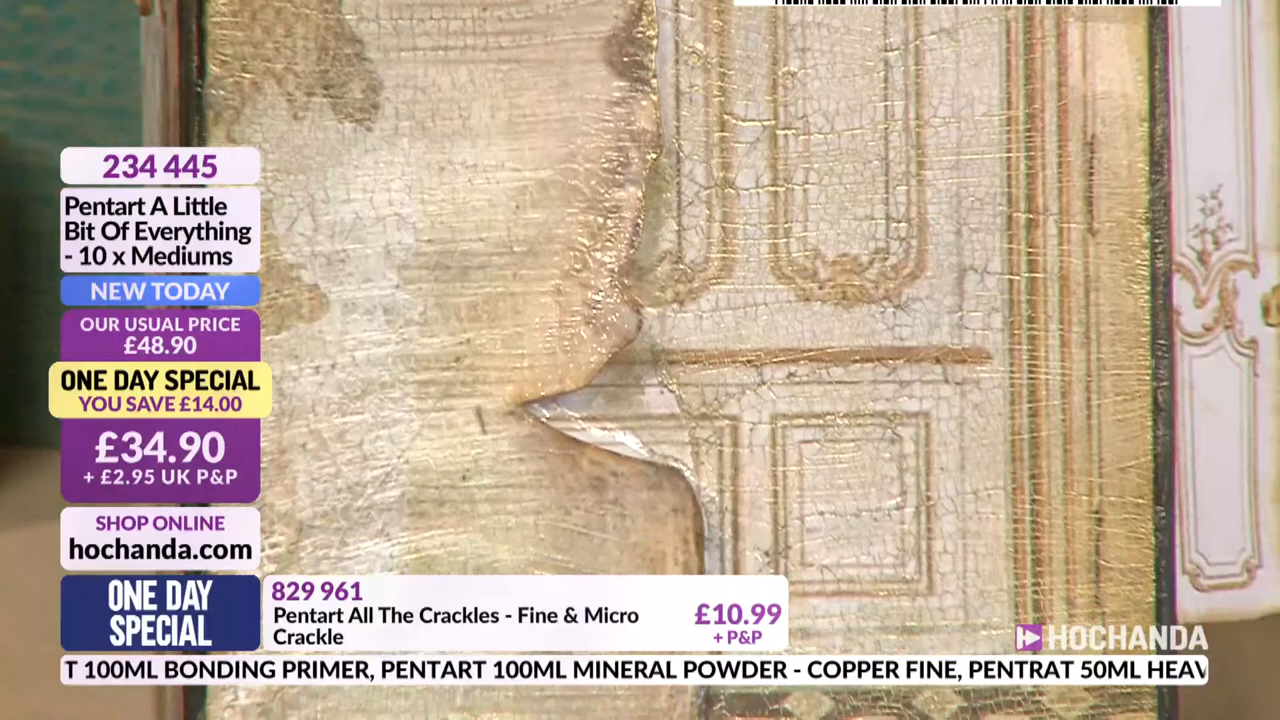 234 445
Pentart A Little
Bit Of Everything
- 10 x Mediums
NEW TODAY
OUR USUAL PRICE
£48.90
ONE DAY SPECIAL
YOU SAVE £14.00
£34.90
+ £2.95 UK P&P
SHOP ONLINE
hochanda.com
ONE DAY
SPECIAL
829 961
Pentart All The Crackles - Fine & Micro
Crackle
£10.99
+ P&P
HOCHANDA
T 100ML BONDING PRIMER, PENTART 100ML MINERAL POWDER - COPPER FINE, PENTRAT 50ML HEAV